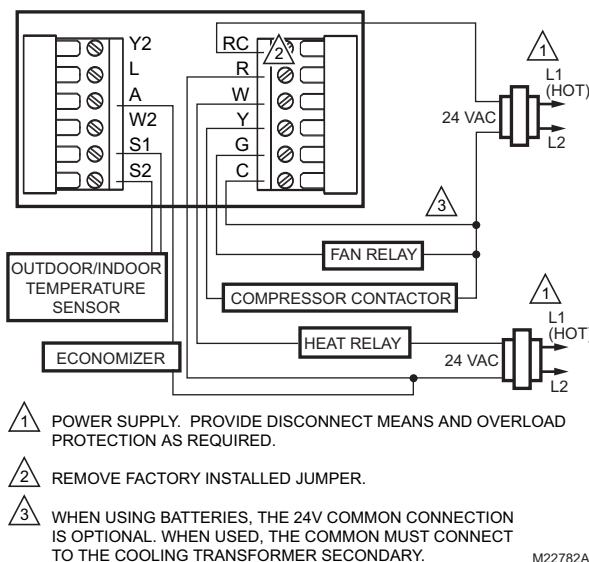 Y2
L
A
W2
S1
S2
RC
2
R
W
Y
G
C
1
L1
(HOT)
24 VAC
L2
3
OUTDOOR/INDOOR
TEMPERATURE
SENSOR
FAN RELAY
COMPRESSOR CONTACTOR
1
L1
(HOT)
HEAT RELAY
24 VAC
L2
ECONOMIZER
1 POWER SUPPLY. PROVIDE DISCONNECT MEANS AND OVERLOAD
PROTECTION AS REQUIRED.
2 REMOVE FACTORY INSTALLED JUMPER.
3 WHEN USING BATTERIES, THE 24V COMMON CONNECTION
IS OPTIONAL. WHEN USED, THE COMMON MUST CONNECT
TO THE COOLING TRANSFORMER SECONDARY.
M22782A